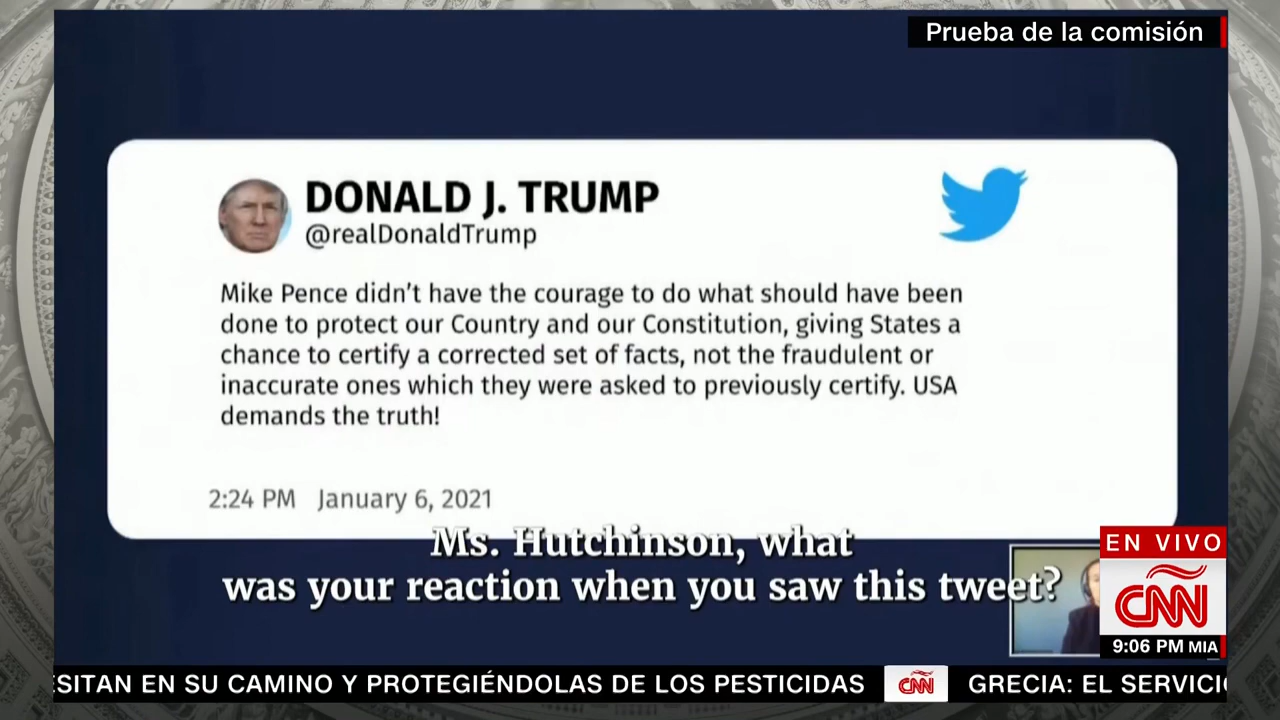 Prueba de la comisión
DONALD J. TRUMP
@realDonaldTrump
Mike Pence didn't have the courage to do what should have been
done to protect our Country and our Constitution, giving States a
chance to certify a corrected set of facts, not the fraudulent or
inaccurate ones which they were asked to previously certify. USA
demands the truth!
2:24 PM January 6, 2021
Ms. Hutchinson, what
was your reaction when you saw this tweet?
EN VIVO
CNN
9:06 PM MIA
ESITAN EN SU CAMINO Y PROTEGIÉNDOLAS DE LOS PESTICIDAS CNN GRECIA: EL SERVICI